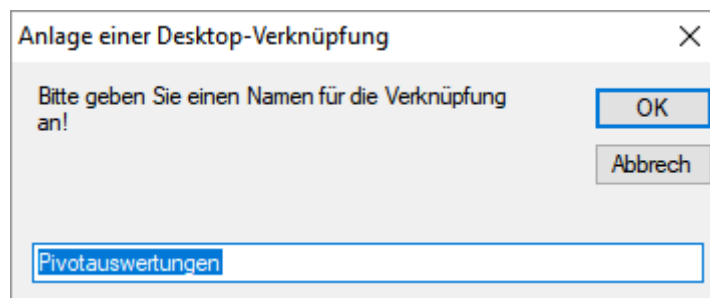 Anlage einer Desktop-Verknüpfung
Bitte geben Sie einen Namen für die Verknüpfung
an!
OK
Abbrech
Pivotauswertungen